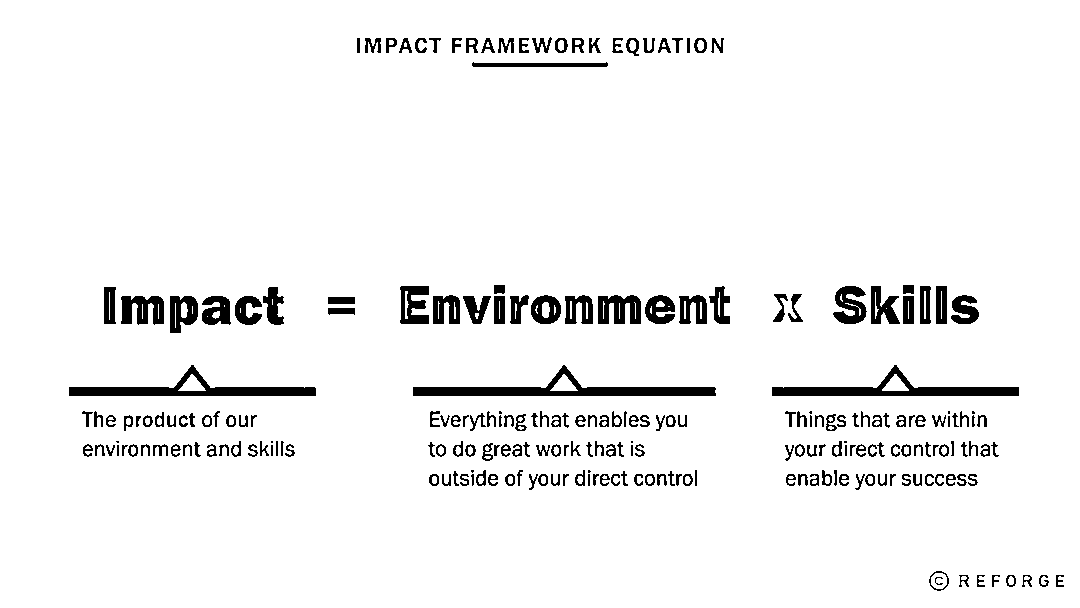 IMPACT FRAMEWORK EQUATION
Impact = Environment x Skills
The product of our
environment and skills
Everything that enables you
to do great work that is
outside of your direct control
Things that are within
your direct control that
enable your success
© REFORGE